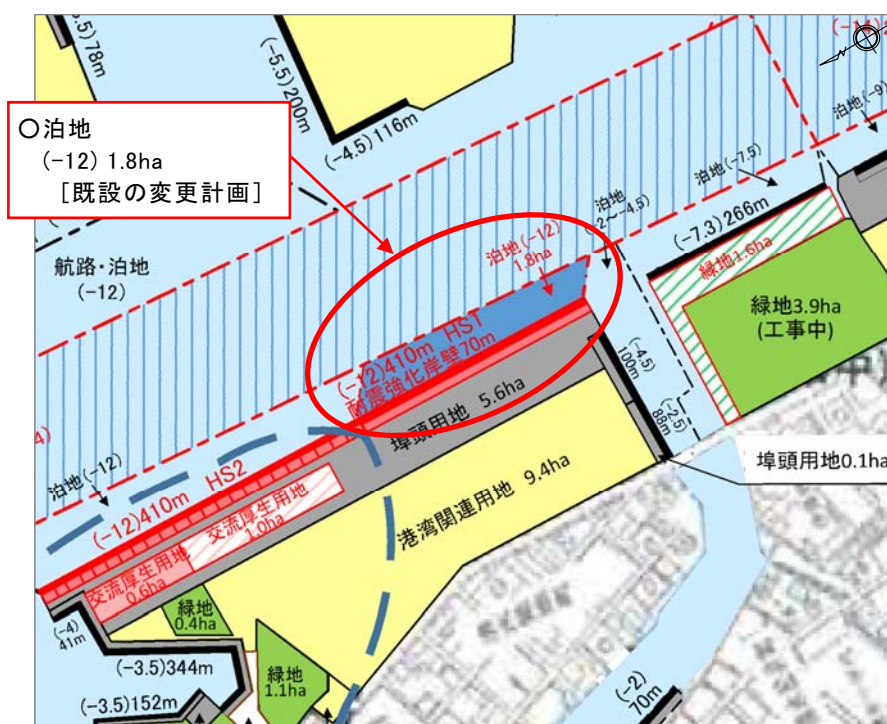 5.5)78m
(-5.5)200m
(-4.5)116m
〇泊地
(-12) 1.8ha
[既設の変更計画]
航路・泊地
(-12)
泊地(-9)
泊地(-7.5)
泊地
(-2~-4.5)
(-7.3)266m
泊地(-12)
1.8ha
緑地1.6ha
緑地3.9ha
(工事中)
(-12)410m HS1
耐震強化岸壁70m
(-4.5)
100m
(-2.5)
88m
埠頭用地 5.6ha
埠頭用地0.1ha
泊地(-12)
(-12)410m HS2
港湾関連用地 9.4ha
交流厚生用地
1.0ha
交流厚生用地
0.6ha
緑地
0.4ha
(-4)
41m
(-3.5)344m
緑地
1.1ha
(-3.5)152m
(-2)
70m